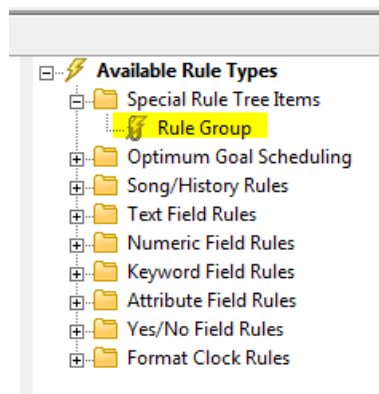 Available Rule Types
Special Rule Tree Items
Rule Group
Optimum Goal Scheduling
Song/History Rules
Text Field Rules
Numeric Field Rules
Keyword Field Rules
Attribute Field Rules
Yes/No Field Rules
Format Clock Rules